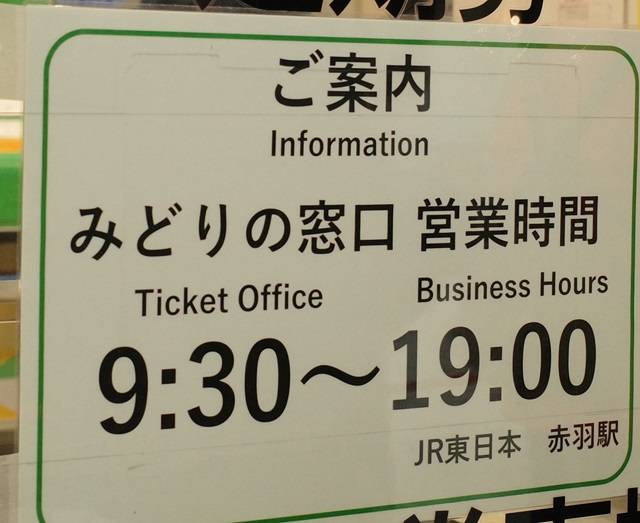 ご案内
Information
みどりの窓口 営業時間
Ticket Office Business Hours
9:30～19:00
JR東日本 赤羽駅